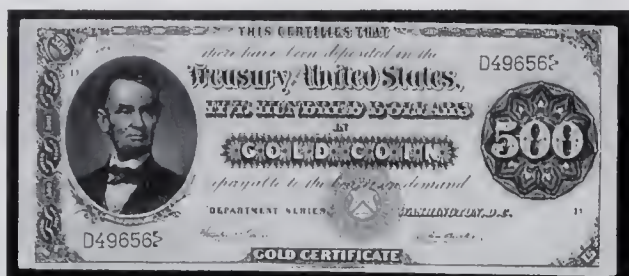 THIS CERTIFIES THAT
there have been deposited in the
Treasury United States,
D49656
FIVE HUNDRED DOLLARS
IN
GOLD COIN
500
payable to the bearer on demand
DEPARTMENT SERIES, WASHINGTON, D.C.
D49656
GOLD CERTIFICATE